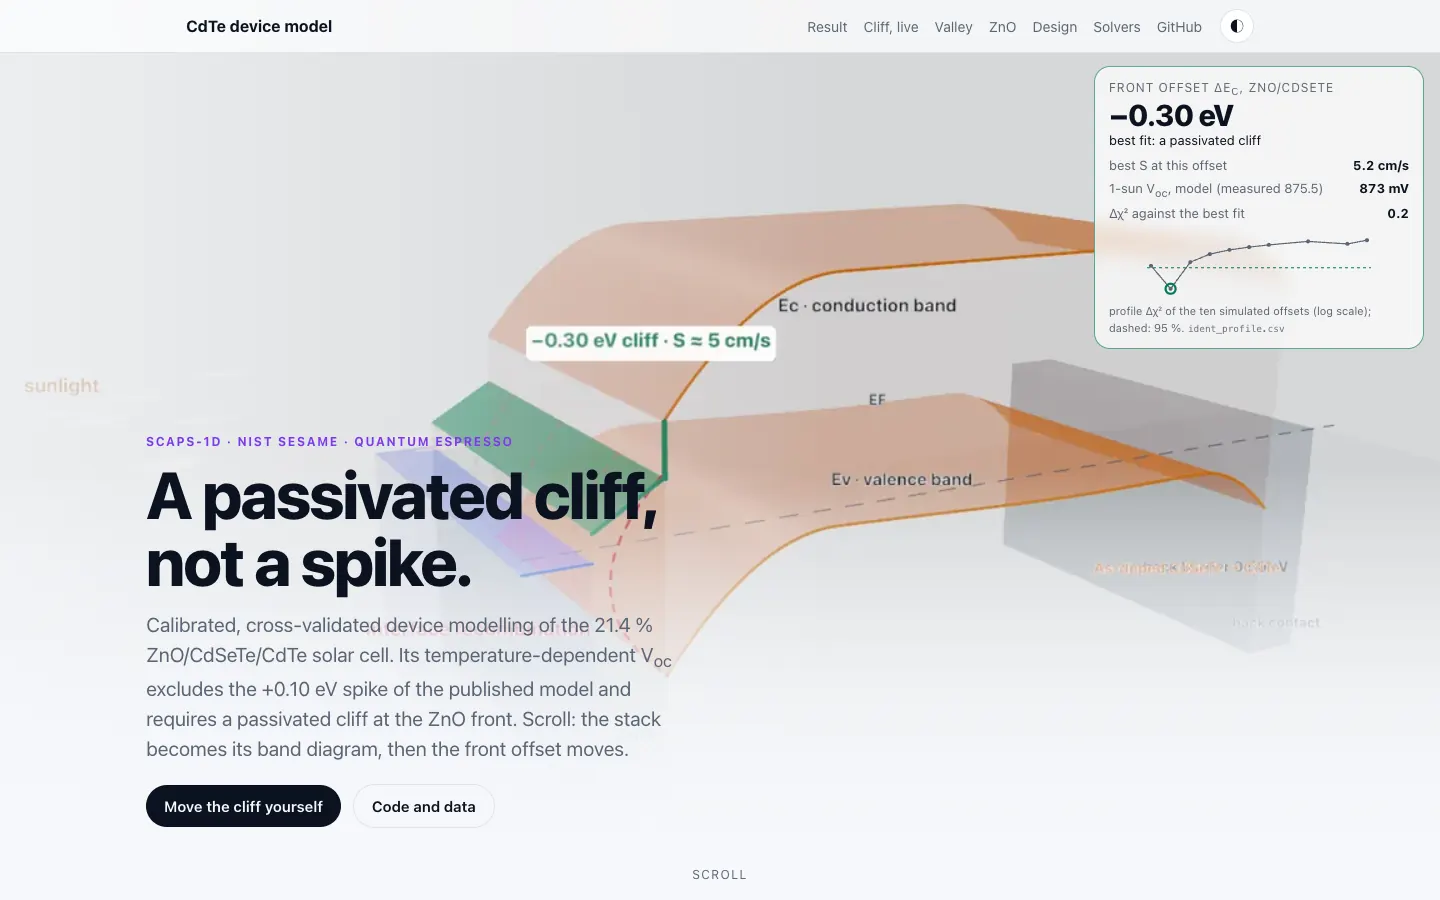 CdTe device model
Result Cliff, live Valley ZnO Design Solvers GitHub
FRONT OFFSET ΔEC, ZNO/CDSETE
−0.30 eV
best fit: a passivated cliff
best S at this offset 5.2 cm/s
1-sun Voc, model (measured 875.5) 873 mV
Δχ² against the best fit 0.2
profile Δχ² of the ten simulated offsets (log scale);
dashed: 95 %. ident_profile.csv
Ec · conduction band
−0.30 eV cliff · S ≈ 5 cm/s
sunlight
EF
Ev · valence band
back contact
SCAPS-1D · NIST SESAME · QUANTUM ESPRESSO
A passivated cliff,
not a spike.
interface recombination
Calibrated, cross-validated device modelling of the 21.4 %
ZnO/CdSeTe/CdTe solar cell. Its temperature-dependent Voc
excludes the +0.10 eV spike of the published model and
requires a passivated cliff at the ZnO front. Scroll: the stack
becomes its band diagram, then the front offset moves.
Move the cliff yourself Code and data
SCROLL